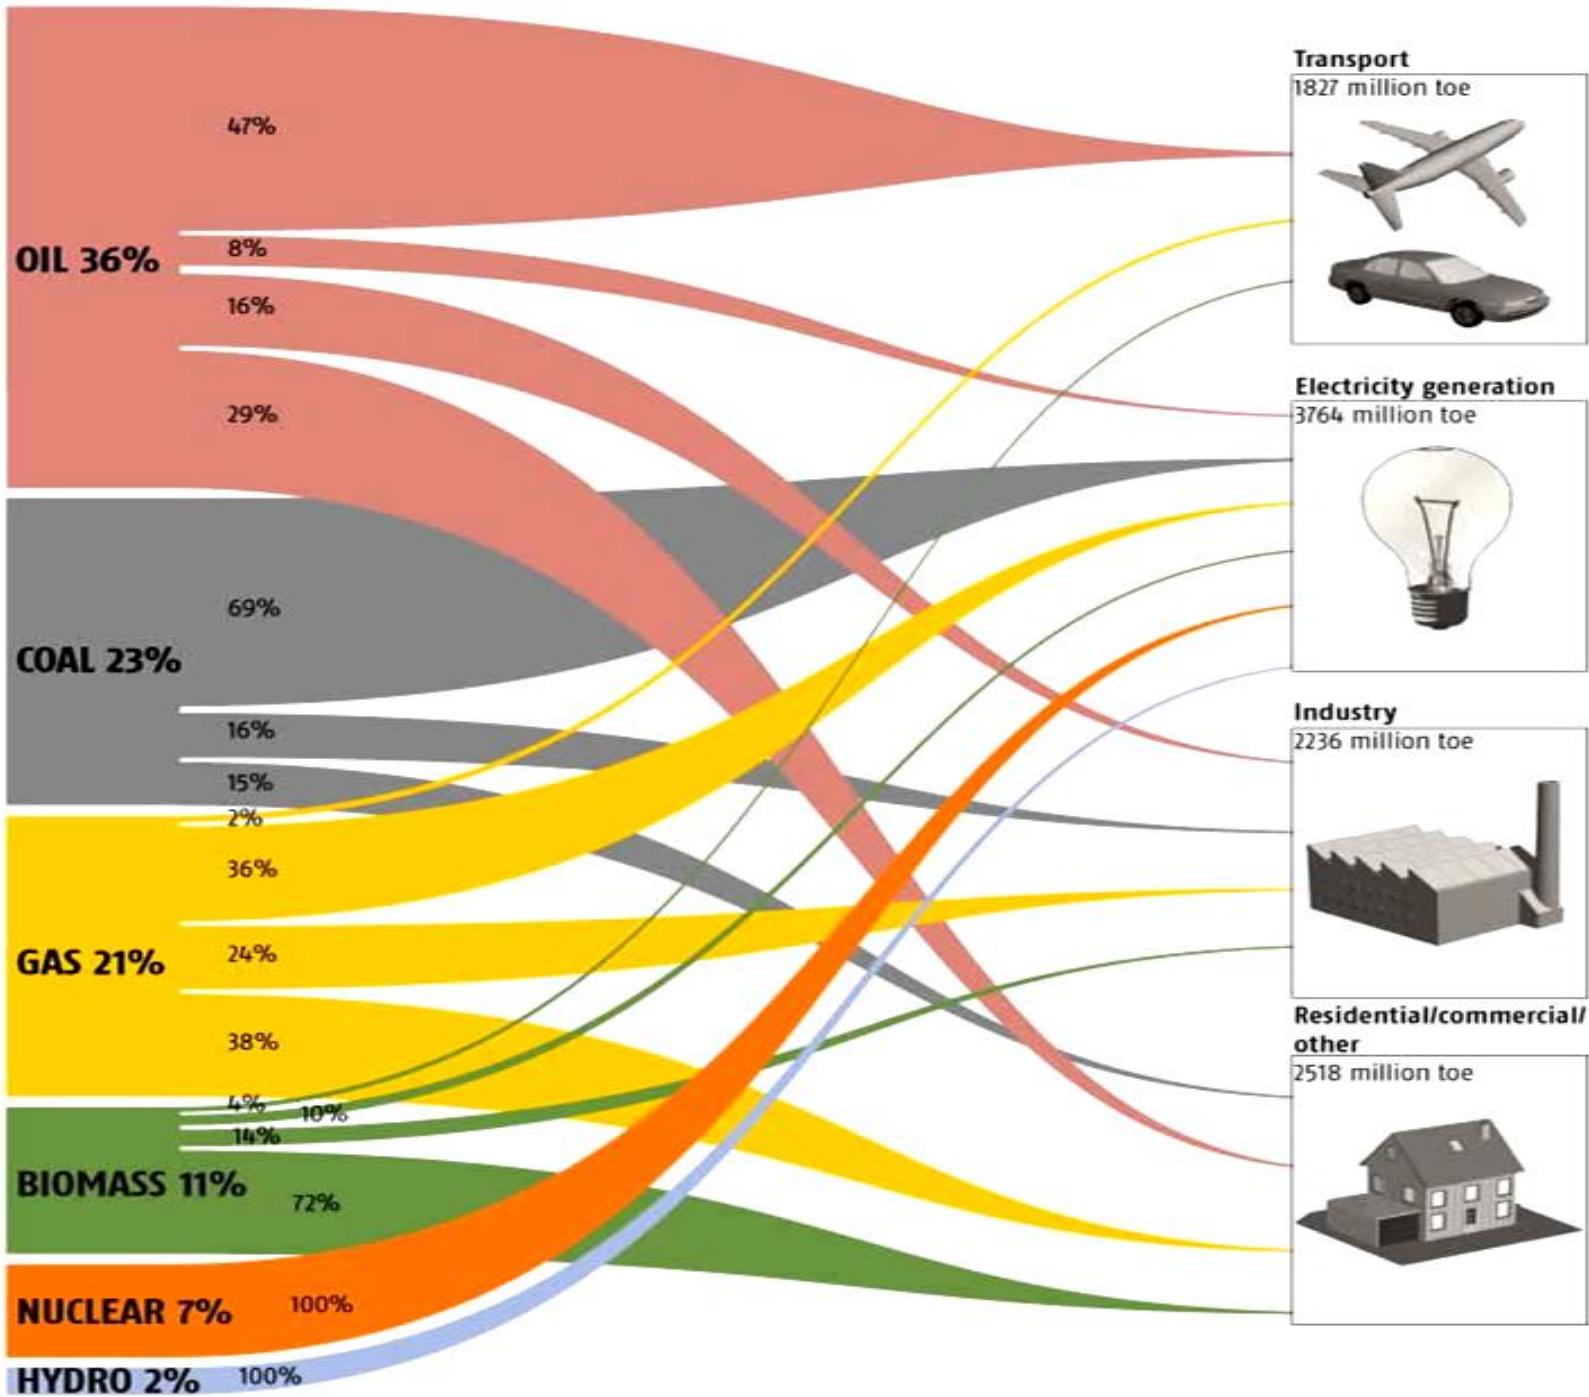 47%
OIL 36%
8%
16%
29%
69%
COAL 23%
16%
15%
2%
36%
GAS 21%
24%
38%
4%
10%
14%
BIOMASS 11%
72%
NUCLEAR 7%
100%
HYDRO 2%
100%
Transport
1827 million toe
Electricity generation
3764 million toe
Industry
2236 million toe
Residential/commercial/
other
2518 million toe